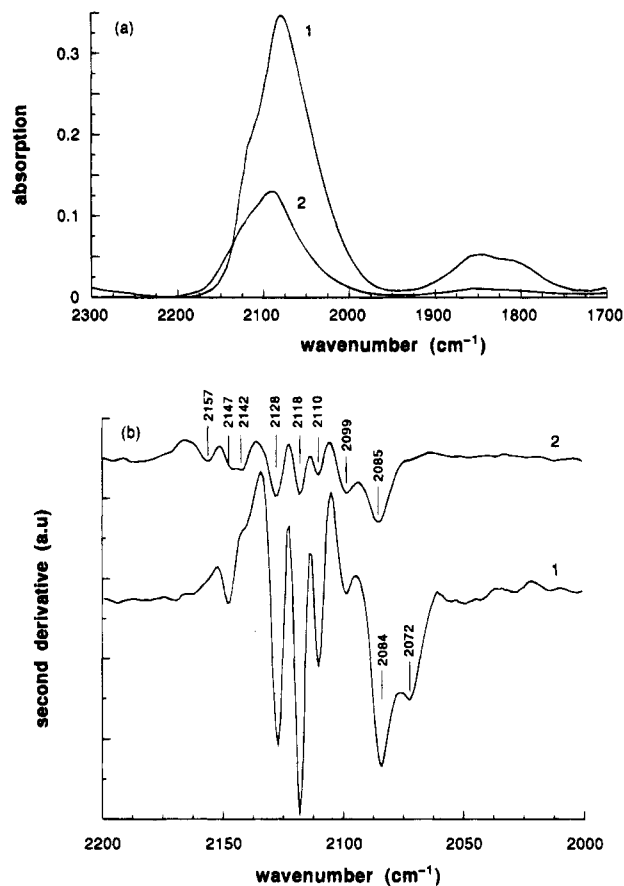 (a)
1
2
absorption
0.3
0.2
0.1
0
2300 2200 2100 2000 1900 1800 1700
wavenumber (cm⁻¹)
(b)
2157
2147
2142
2128
2118
2110
2099
2085
2
1
2084
2072
second derivative (a.u)
2200 2150 2100 2050 2000
wavenumber (cm⁻¹)